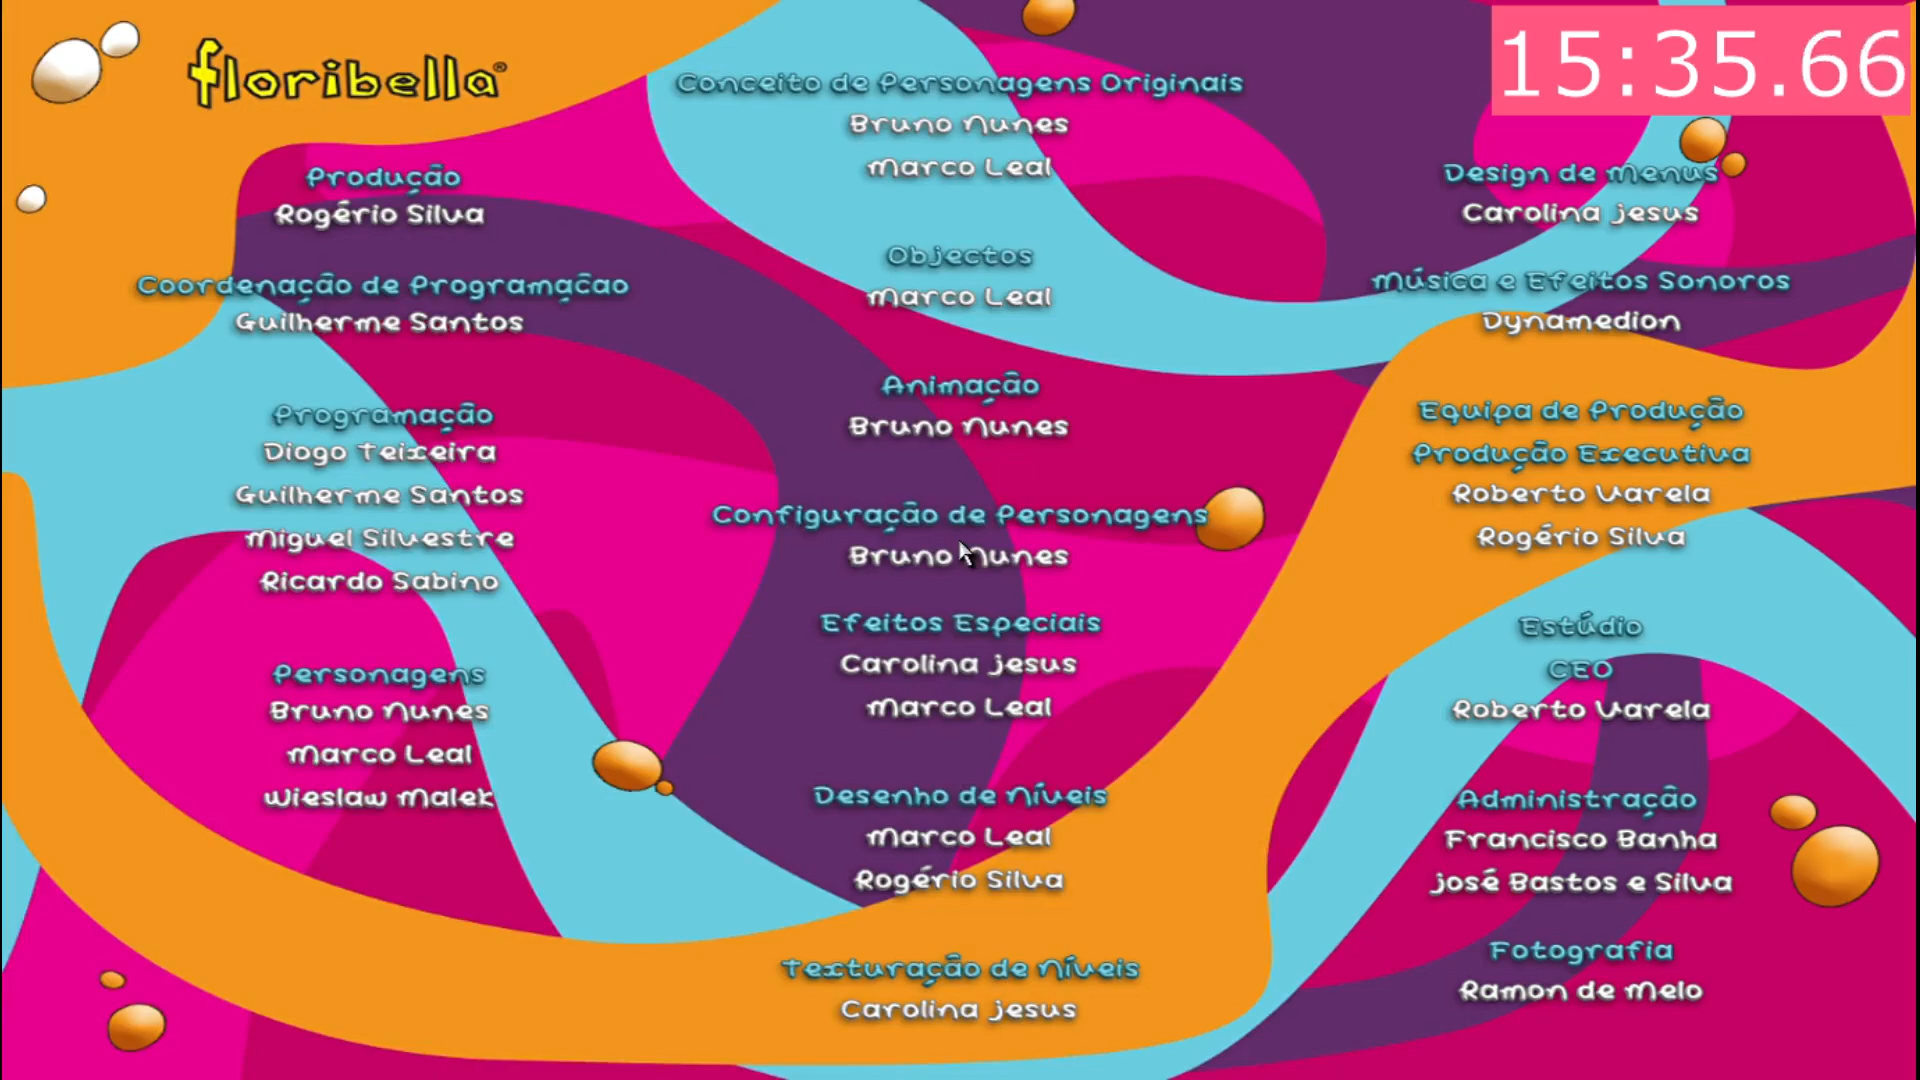 floribella®
Produção
Rogério Silva
Coordenação de Programação
Guilherme Santos
Programação
Diogo Teixeira
Guilherme Santos
Miguel Silvestre
Ricardo Sabino
Personagens
Bruno Nunes
Marco Leal
Wieslaw Malek
Conceito de Personagens Originais
Bruno Nunes
Marco Leal
Objectos
Marco Leal
Animação
Bruno Nunes
Configuração de Personagens
Bruno Nunes
Efeitos Especiais
Carolina Jesus
Marco Leal
Desenho de Níveis
Marco Leal
Rogério Silva
Texturação de Níveis
Carolina Jesus
15:35.66
Design de Menus
Carolina Jesus
Música e Efeitos Sonoros
Dynamedion
Equipa de Produção
Produção Executiva
Roberto Varela
Rogério Silva
Estúdio
CEO
Roberto Varela
Administração
Francisco Banha
José Bastos e Silva
Fotografia
Ramon de Melo